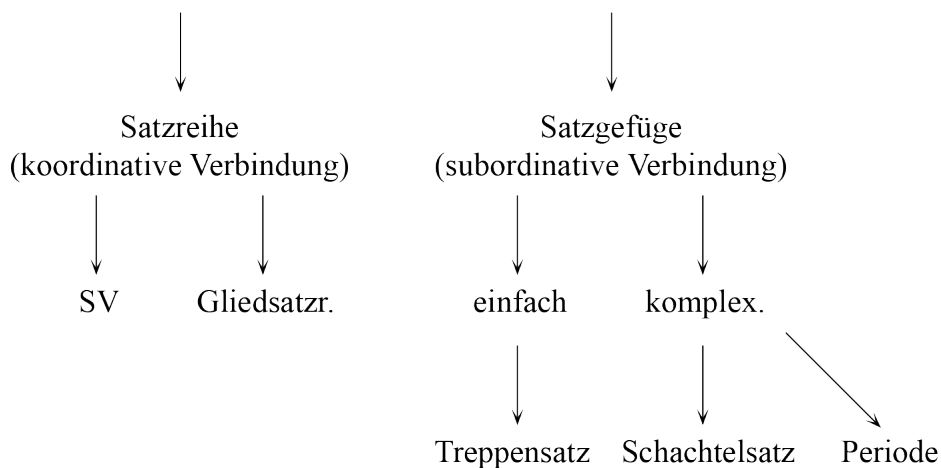 Satzreihe
(koordinative Verbindung)
Satzgefüge
(subordinative Verbindung)
SV
Gliedsatzr.
einfach
komplex.
Treppensatz
Schachtelsatz
Periode